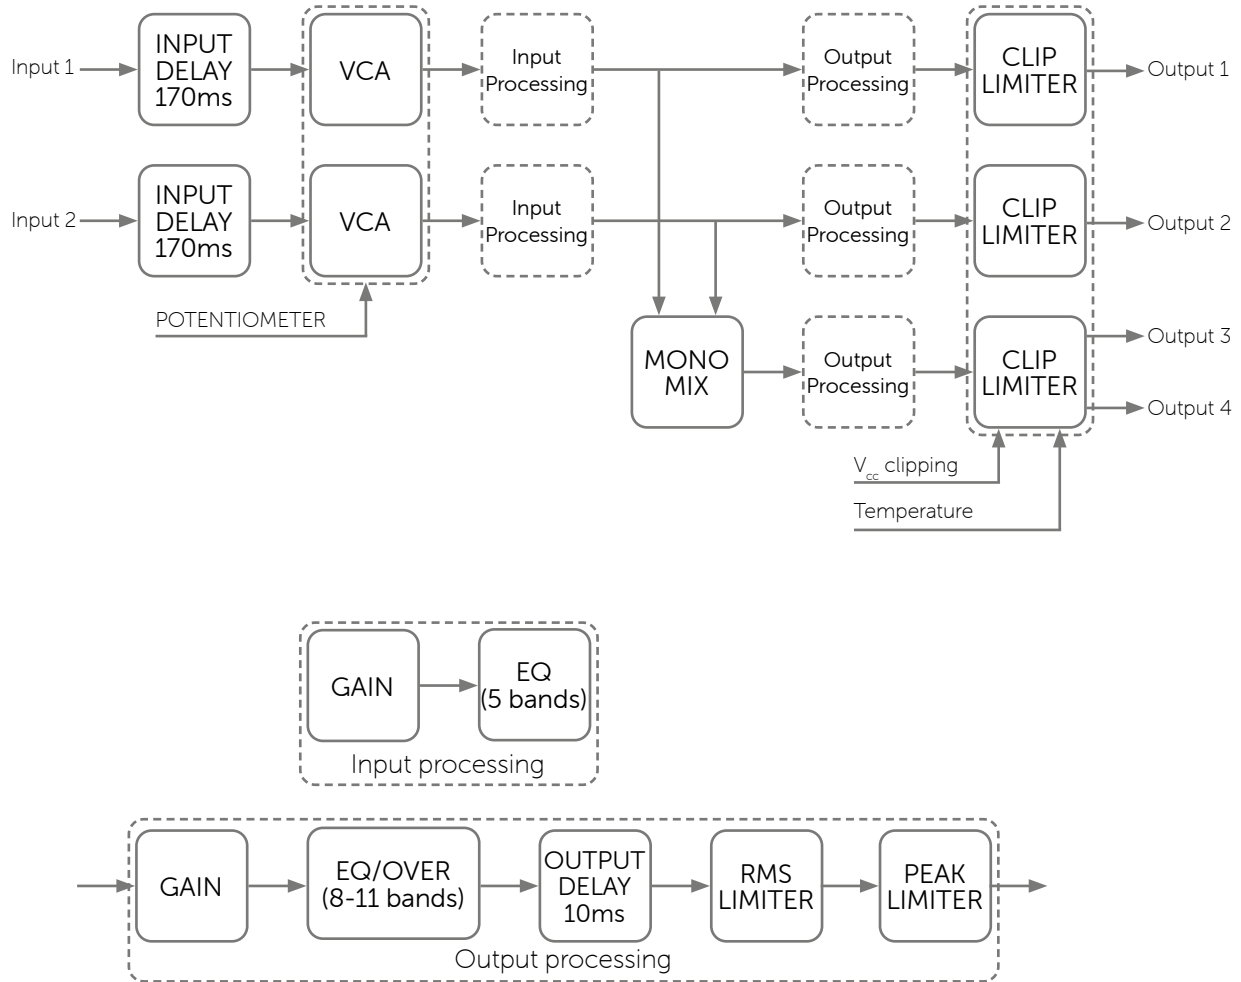 Input 1
INPUT
DELAY
170ms
VCA
Input
Processing
Output
Processing
CLIP
LIMITER
Output 1
Input 2
INPUT
DELAY
170ms
VCA
Input
Processing
Output
Processing
CLIP
LIMITER
Output 2
POTENTIOMETER
MONO
MIX
Output
Processing
CLIP
LIMITER
Output 3
Output 4
Vcc clipping
Temperature
GAIN
EQ
(5 bands)
Input processing
GAIN
EQ/OVER
(8-11 bands)
OUTPUT
DELAY
10ms
RMS
LIMITER
PEAK
LIMITER
Output processing